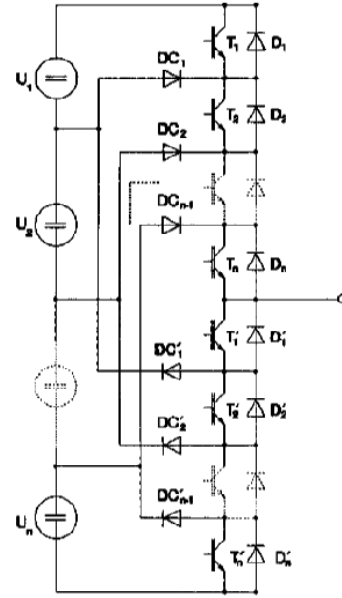 T1 D1
DC1
U1
T2 D2
DC2
DCn-1
U2
Tn Dn
T'1 D'1
DC'1
T'2 D'2
DC'2
DC'n-1
Un
T'n D'n